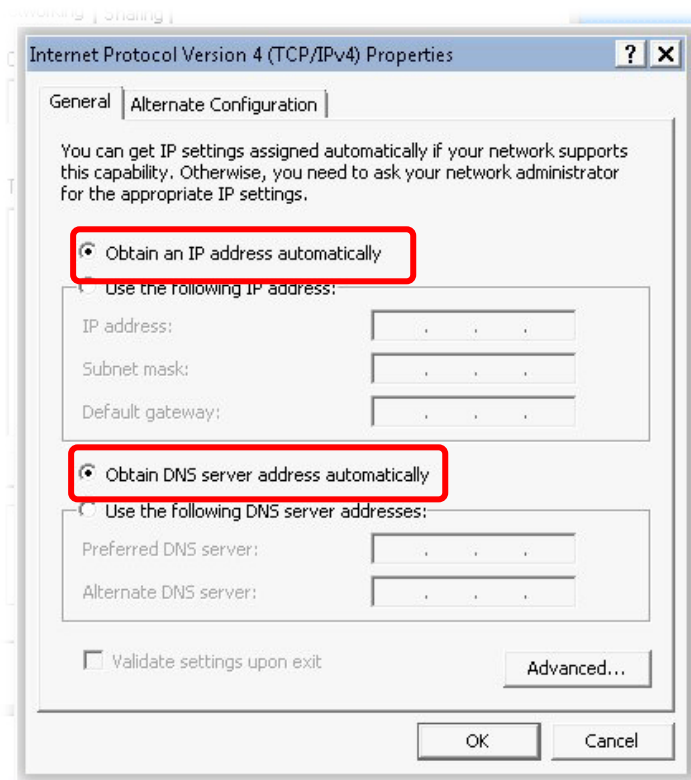 Sharing
Internet Protocol Version 4 (TCP/IPv4) Properties
General
Alternate Configuration
You can get IP settings assigned automatically if your network supports
this capability. Otherwise, you need to ask your network administrator
for the appropriate IP settings.
Obtain an IP address automatically
Use the following IP address:
IP address:
Subnet mask:
Default gateway:
Obtain DNS server address automatically
Use the following DNS server addresses:
Preferred DNS server:
Alternate DNS server:
Validate settings upon exit
Advanced...
OK
Cancel